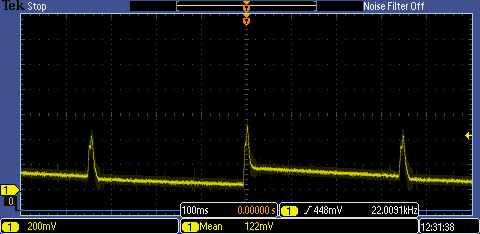 Tek Stop Noise Filter Off
T
T
1
0
100ms 0.00000 s 1 448mV 22.0091kHz
1 200mV 1 Mean 122mV 12:31:38